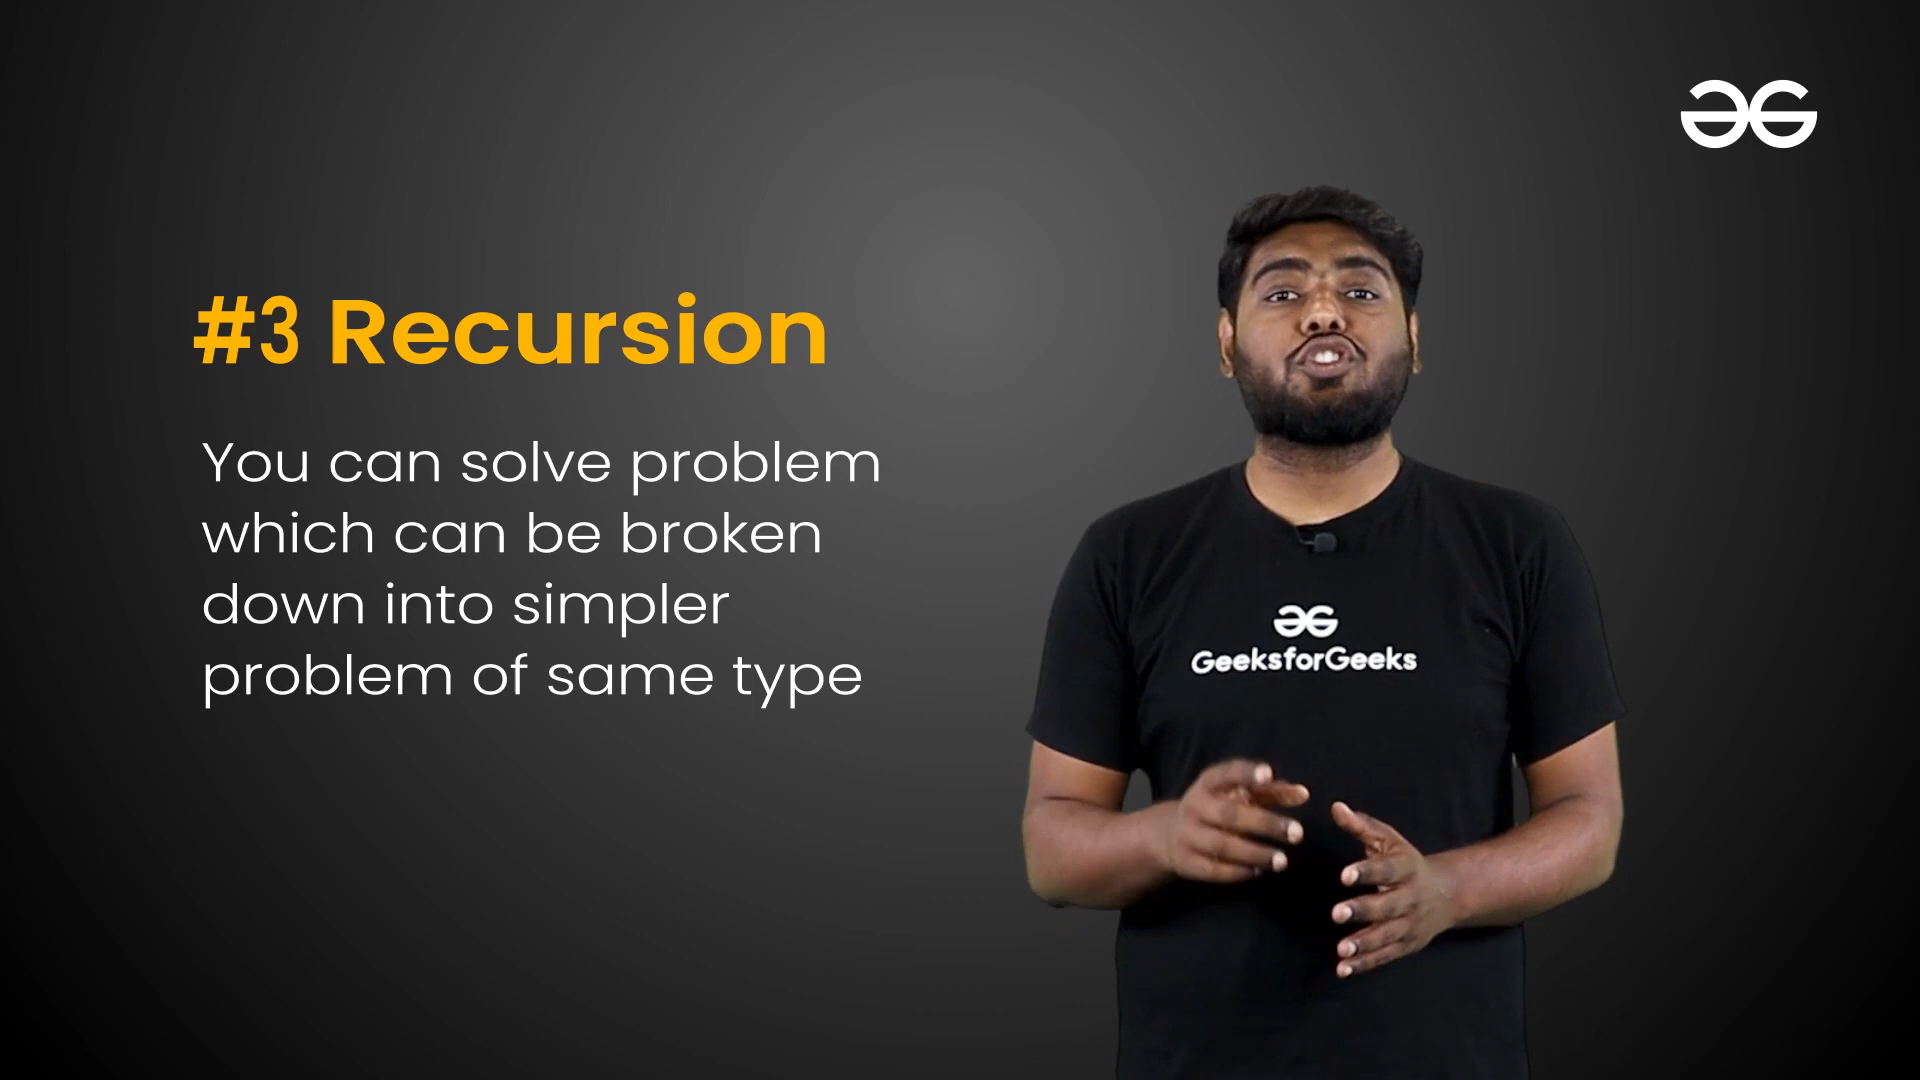 #3 Recursion
You can solve problem
which can be broken
down into simpler
problem of same type
GeeksforGeeks